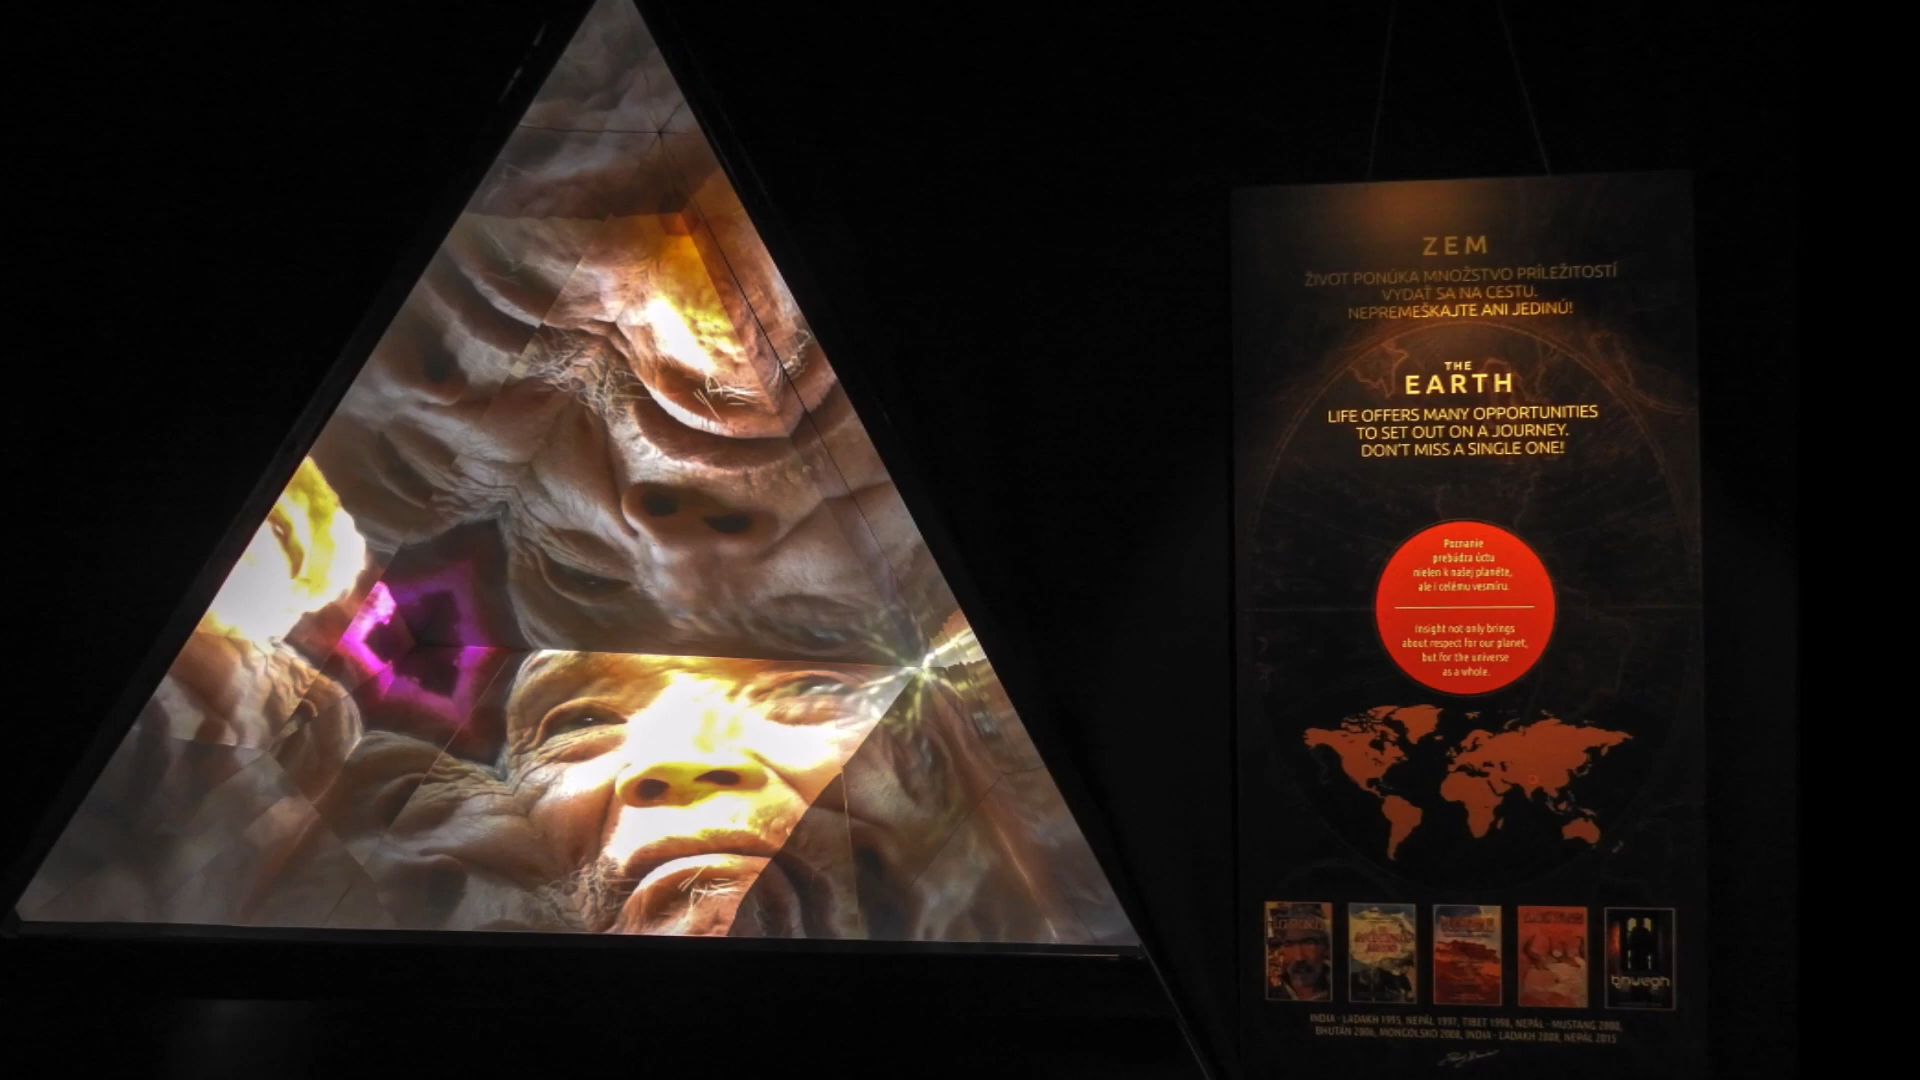 ZEM
ŽIVOT PONÚKA MNOŽSTVO PRÍLEŽITOSTÍ
VYDAŤ SA NA CESTU.
NEPREMEŠKAJTE ANI JEDINÚ!
THE
EARTH
LIFE OFFERS MANY OPPORTUNITIES
TO SET OUT ON A JOURNEY.
DON'T MISS A SINGLE ONE!
Poznanie
prebúdza úctu
nielen k našej planéte,
ale i celému vesmíru.
Insight not only brings
about respect for our planet,
but for the universe
as a whole.
INDIA - LADAKH 1995, NEPÁL 1997, TIBET 1998, NEPÁL - MUSTANG 2000,
BHUTÁN 2006, MONGOLSKO 2008, INDIA - LADAKH 2008, NEPÁL 2015